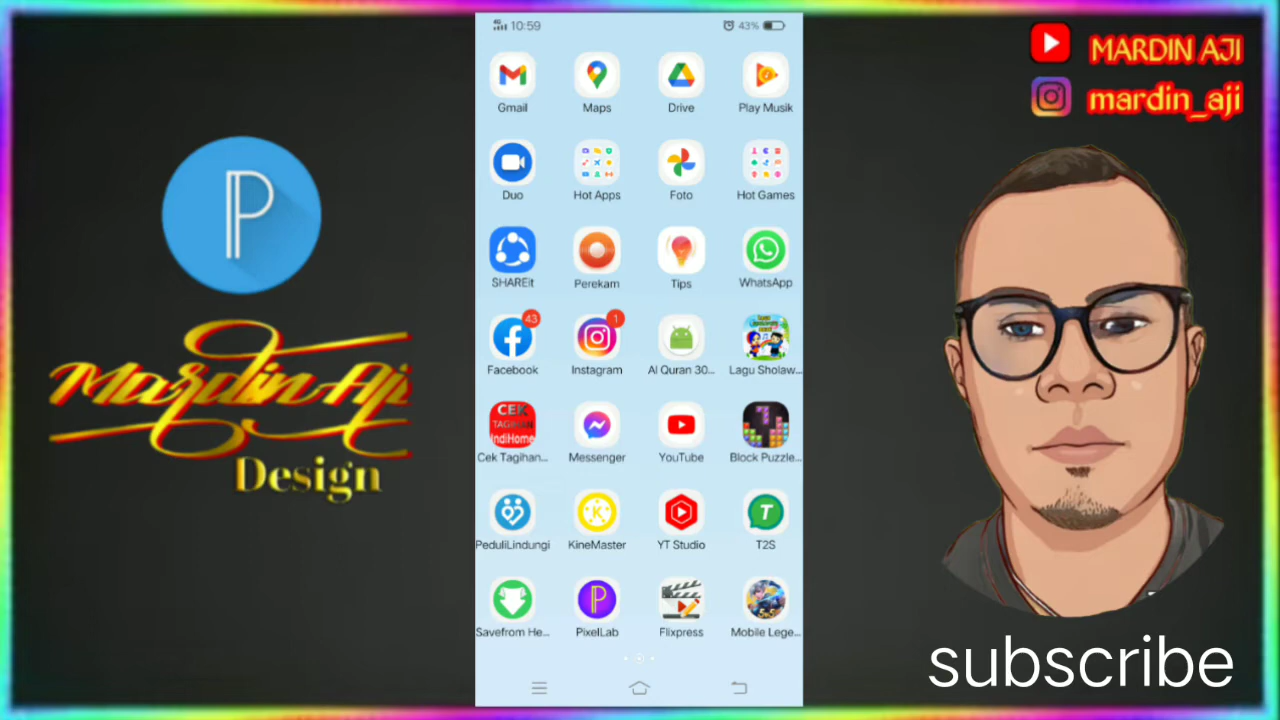 10:59
43%
MARDIN AJI
mardin_aji
Gmail
Maps
Drive
Play Musik
Duo
Hot Apps
Foto
Hot Games
SHAREit
Perekam
Tips
WhatsApp
43
1
Facebook
Instagram
Al Quran 30...
Lagu Sholaw...
CEK
TAGIHAN
IndiHome
Cek Tagihan...
Messenger
YouTube
Block Puzzle...
PeduliLindungi
KineMaster
YT Studio
T2S
Savefrom He...
PixelLab
Flixpress
Mobile Lege...
Mardin Aji
Design
subscribe